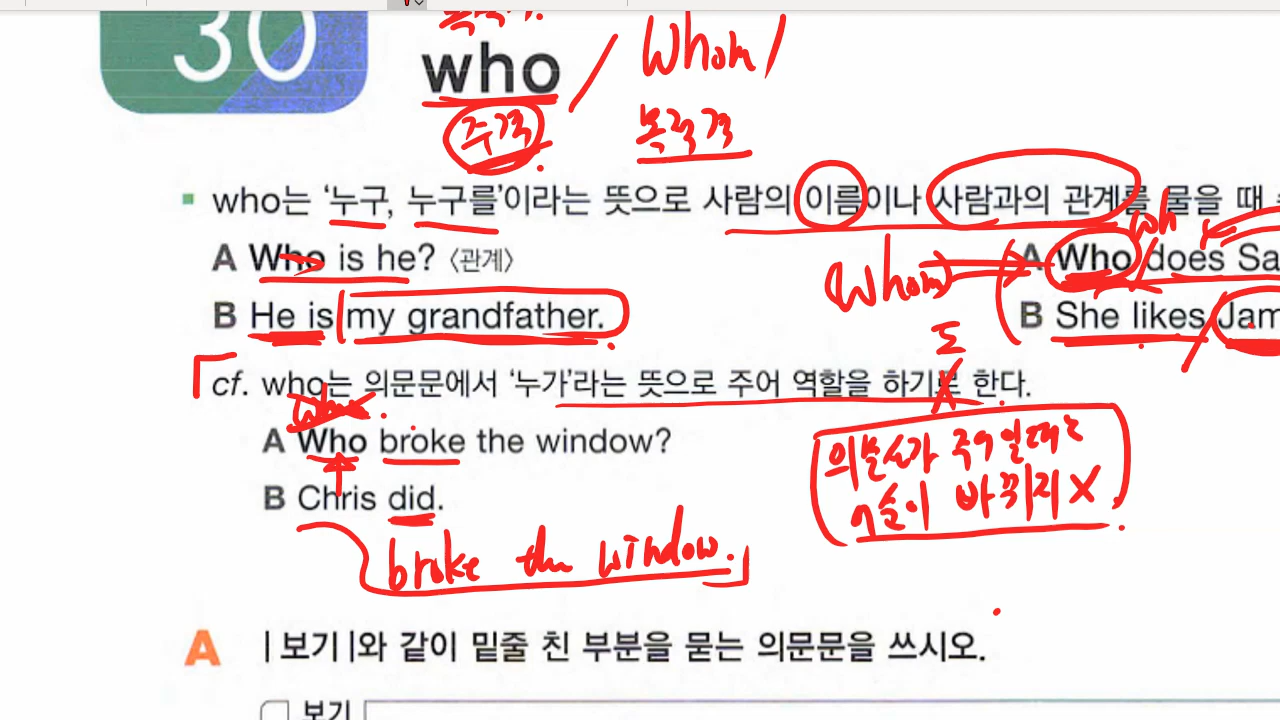 30
who / Whom /
주격 목적격
who는 '누구, 누구를'이라는 뜻으로 사람의 이름이나 사람과의 관계를 물을 때
A Who is he? 〈관계〉
B He is my grandfather.
(Whom)
A Who does Sa
B She likes Jam
도
cf. who는 의문문에서 '누가'라는 뜻으로 주어 역할을 하기로 한다.
A Who broke the window?
B Chris did.
broke the window.
의문사가 주어일 때는
어순이 바뀌지 X
A |보기|와 같이 밑줄 친 부분을 묻는 의문문을 쓰시오.
보기